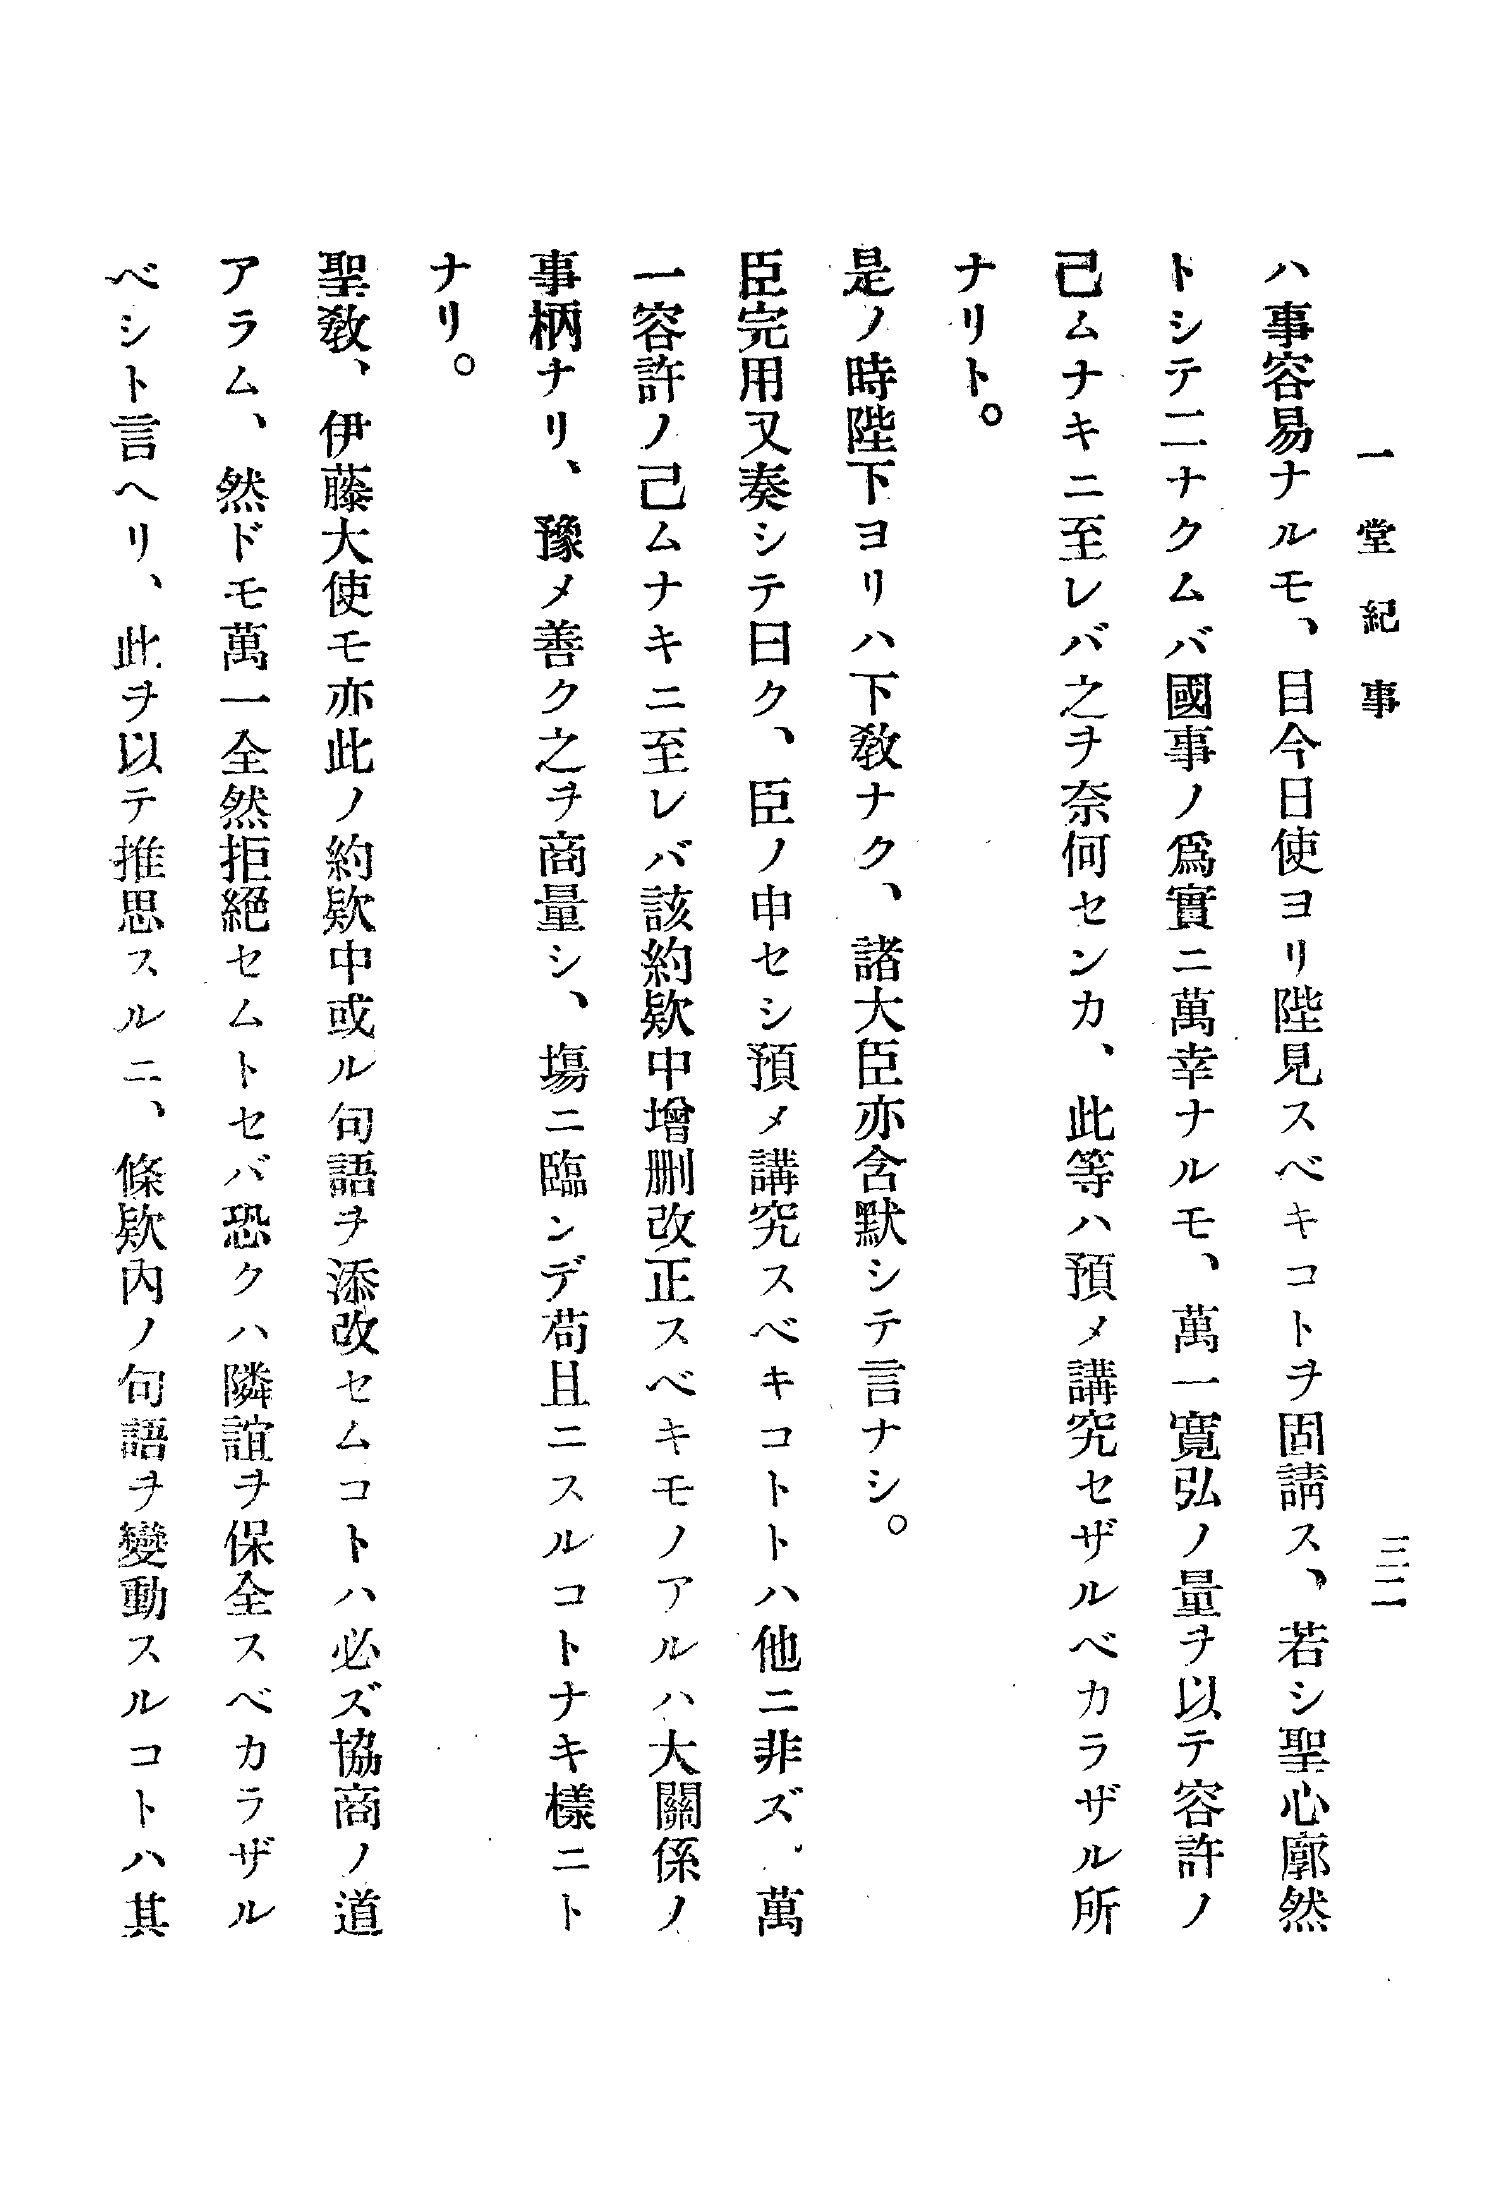 一堂紀事
三二
ハ事容易ナルモ、目今日使ヨリ陛見スベキコトヲ固請ス、若シ聖心廓然
トシテ二ナクムバ國事ノ爲實ニ萬幸ナルモ、萬一寬弘ノ量ヲ以テ容許ノ
己ムナキニ至レバ之ヲ奈何センカ、此等ハ預メ講究セザルベカラザル所
ナリト。
是ノ時陛下ヨリハ下敎ナク、諸大臣亦含默シテ言ナシ。
臣完用又奏シテ曰ク、臣ノ申セシ預メ講究スベキコトトハ他ニ非ズ、萬
一容許ノ己ムナキニ至レバ該約欵中增删改正スベキモノアルハ大關係ノ
事柄ナリ、豫メ善ク之ヲ商量シ、塲ニ臨ンデ苟且ニスルコトナキ樣ニト
ナリ。
聖敎、伊藤大使モ亦此ノ約欵中或ル句語ヲ添改セムコトハ必ズ協商ノ道
アラム、然ドモ萬一全然拒絕セムトセバ恐クハ隣誼ヲ保全スベカラザル
ベシト言ヘリ、此ヲ以テ推思スルニ、條欵內ノ句語ヲ變動スルコトハ其